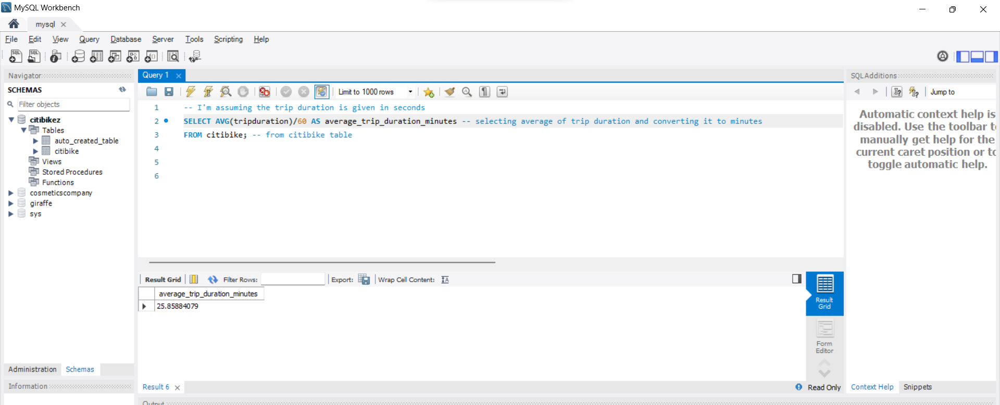 MySQL Workbench
mysql
File Edit View Query Database Server Tools Scripting Help
Navigator
SCHEMAS
Filter objects
citibikez
Tables
auto_created_table
citibike
Views
Stored Procedures
Functions
cosmeticscompany
giraffe
sys
Administration Schemas
Information
Query 1
Limit to 1000 rows
1 -- I'm assuming the trip duration is given in seconds
2 SELECT AVG(tripduration)/60 AS average_trip_duration_minutes -- selecting average of trip duration and converting it to minutes
3 FROM citibike; -- from citibike table
4
5
6
Result Grid Filter Rows: Export: Wrap Cell Content:
average_trip_duration_minutes
25.85884079
Result
Grid
Form
Editor
Result 6
Read Only
Output
SQLAdditions
Jump to
Automatic context help is
disabled. Use the toolbar t
manually get help for the
current caret position or to
toggle automatic help.
Context Help Snippets